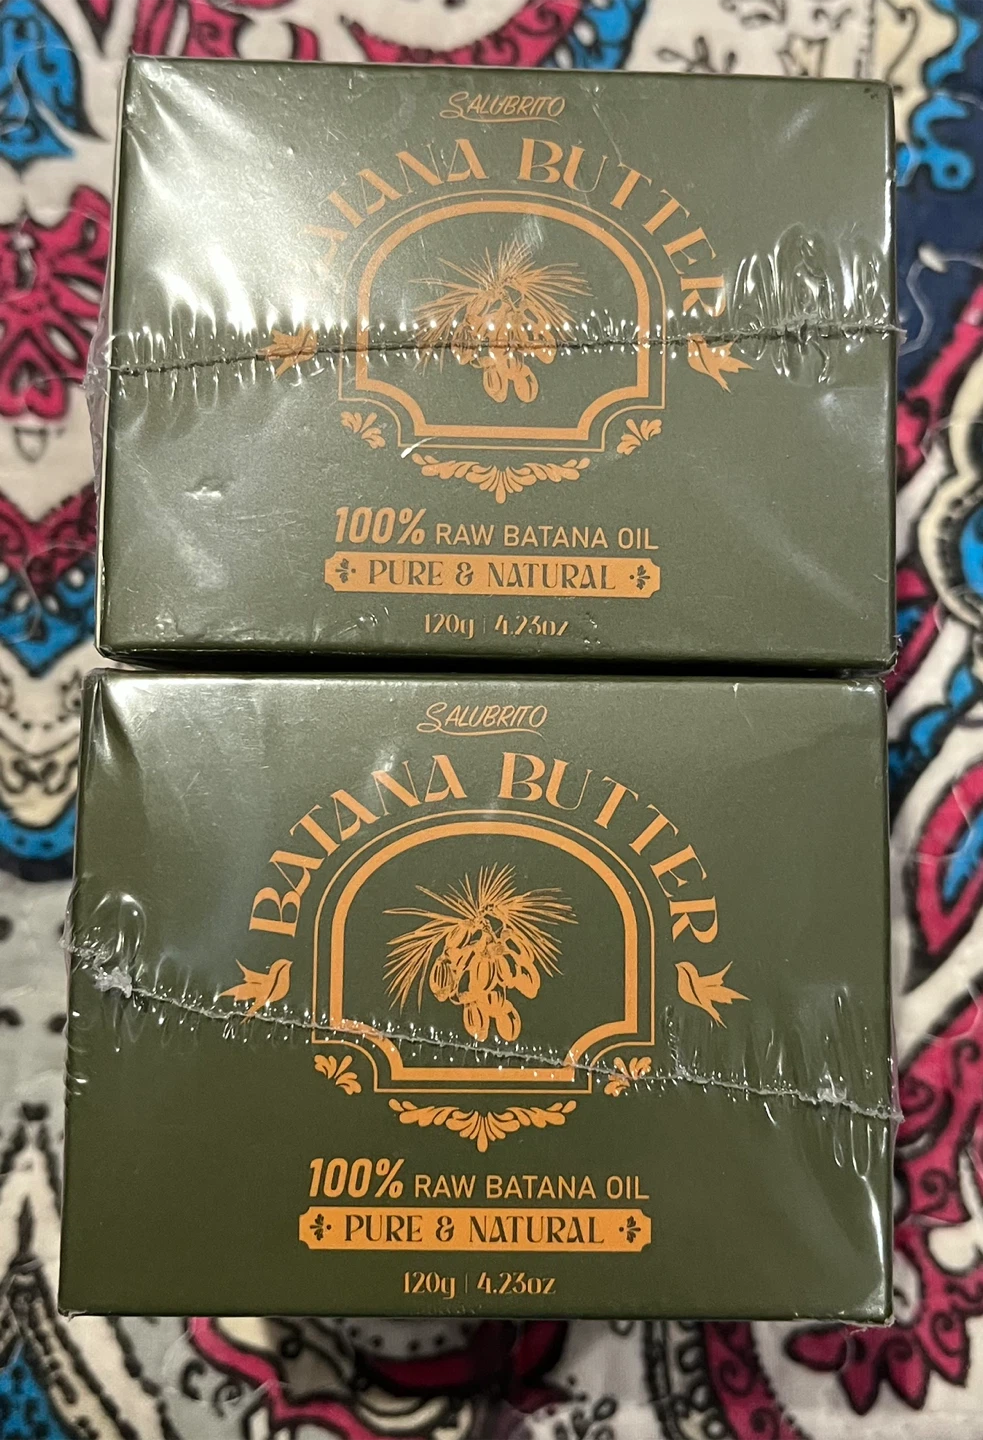 SALUBRITO
BATANA BUTTER
100% RAW BATANA OIL
PURE & NATURAL
120g | 4.23oz
SALUBRITO
BATANA BUTTER
100% RAW BATANA OIL
PURE & NATURAL
120g | 4.23oz